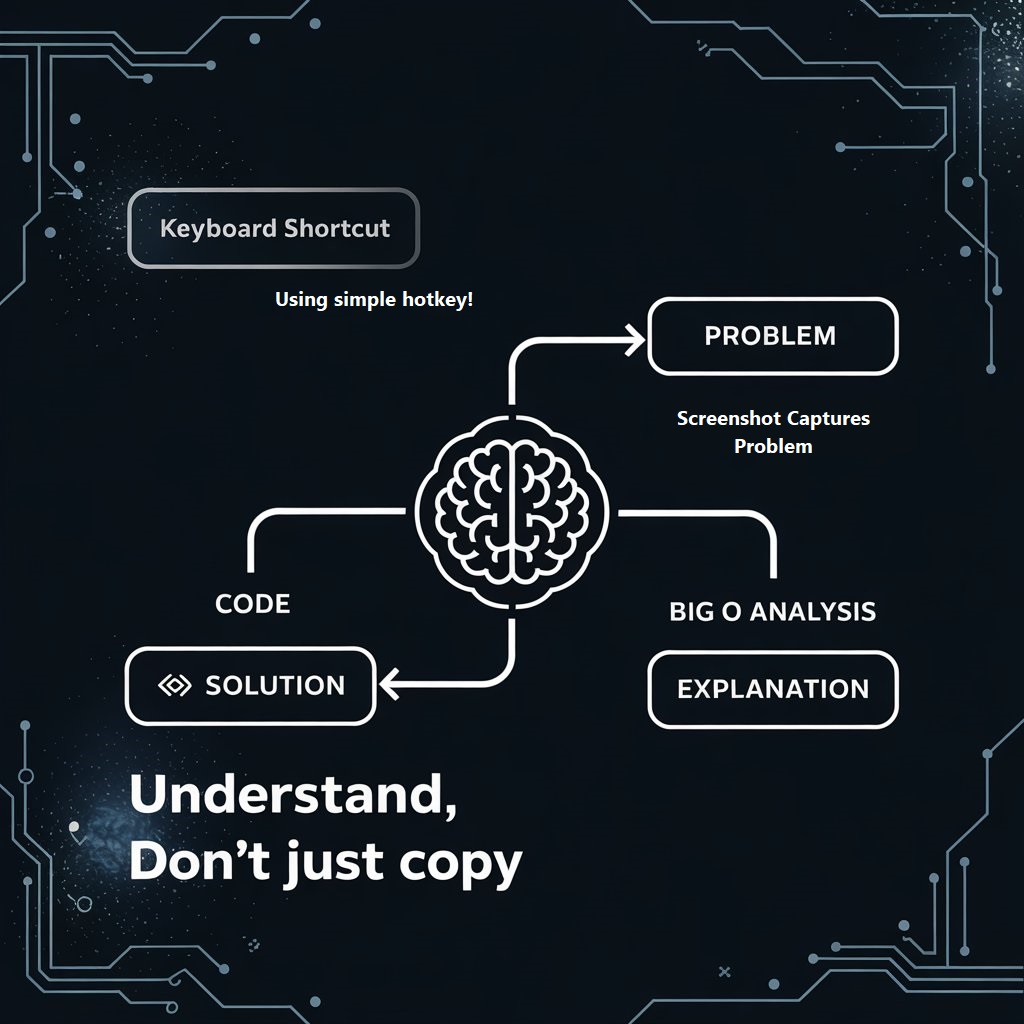 Keyboard Shortcut
Using simple hotkey!
PROBLEM
Screenshot Captures
Problem
CODE
SOLUTION
BIG O ANALYSIS
EXPLANATION
Understand,
Don’t just copy